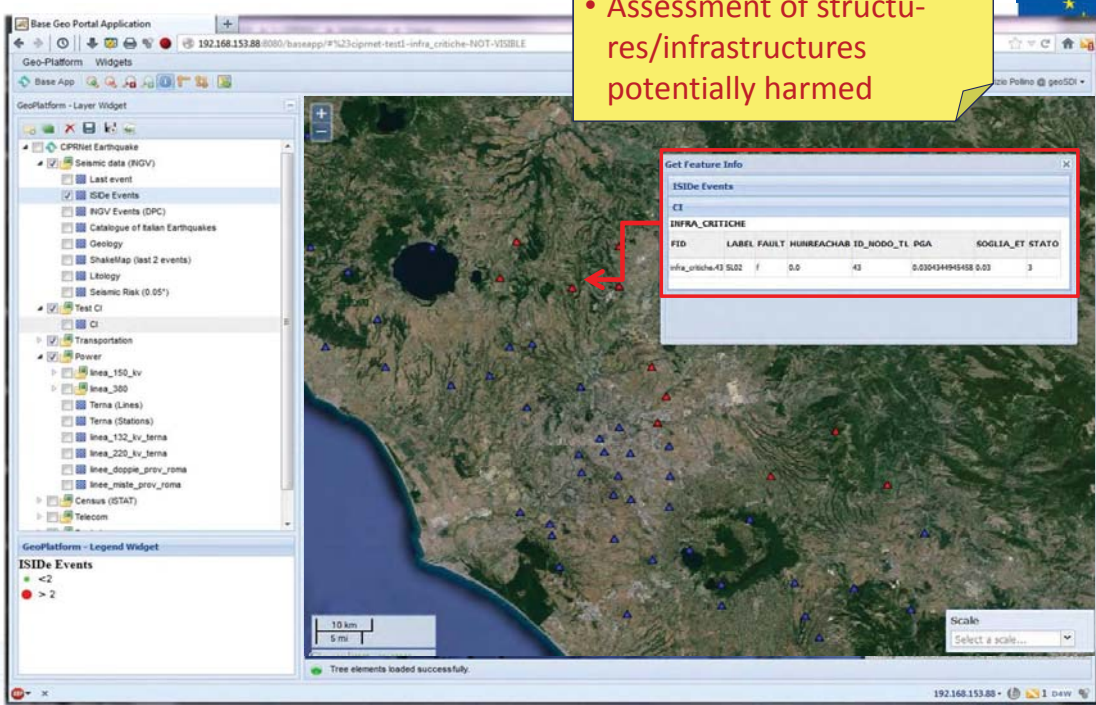 • Assessment of structu-
res/infrastructures
potentially harmed
Base Geo Portal Application
192.168.153.88:8080/baseapp/#%23cipmet-test1-infra_critiche-NOT-VISIBLE
Geo-Platform Widgets
Base App
Pollino @ geoSDI
GeoPlatform - Layer Widget
CIPRNet Earthquake
Seismic data (INGV)
Last event
ISIDe Events
INGV Events (DPC)
Catalogue of Italian Earthquakes
Geology
ShakeMap (last 2 events)
Litology
Seismic Risk (0.05°)
Test CI
CI
Transportation
Power
linea_150_kv
linea_380
Terna (Lines)
Terna (Stations)
linea_132_kv_terna
linea_220_kv_terna
linee_doppie_prov_roma
linee_miste_prov_roma
Census (ISTAT)
Telecom
GeoPlatform - Legend Widget
ISIDe Events
<2
> 2
Get Feature Info
ISIDe Events
CI
INFRA_CRITICHE
FID LABEL FAULT HUNREACHAB ID_NODO_TL PGA SOGLIA_ET STATO
infra_critiche.43 SL02 f 0.0 43 0.0304344945458 0.03 3
10 km
5 mi
Scale
Select a scale...
Tree elements loaded successfully.
192.168.153.88
1 D4W